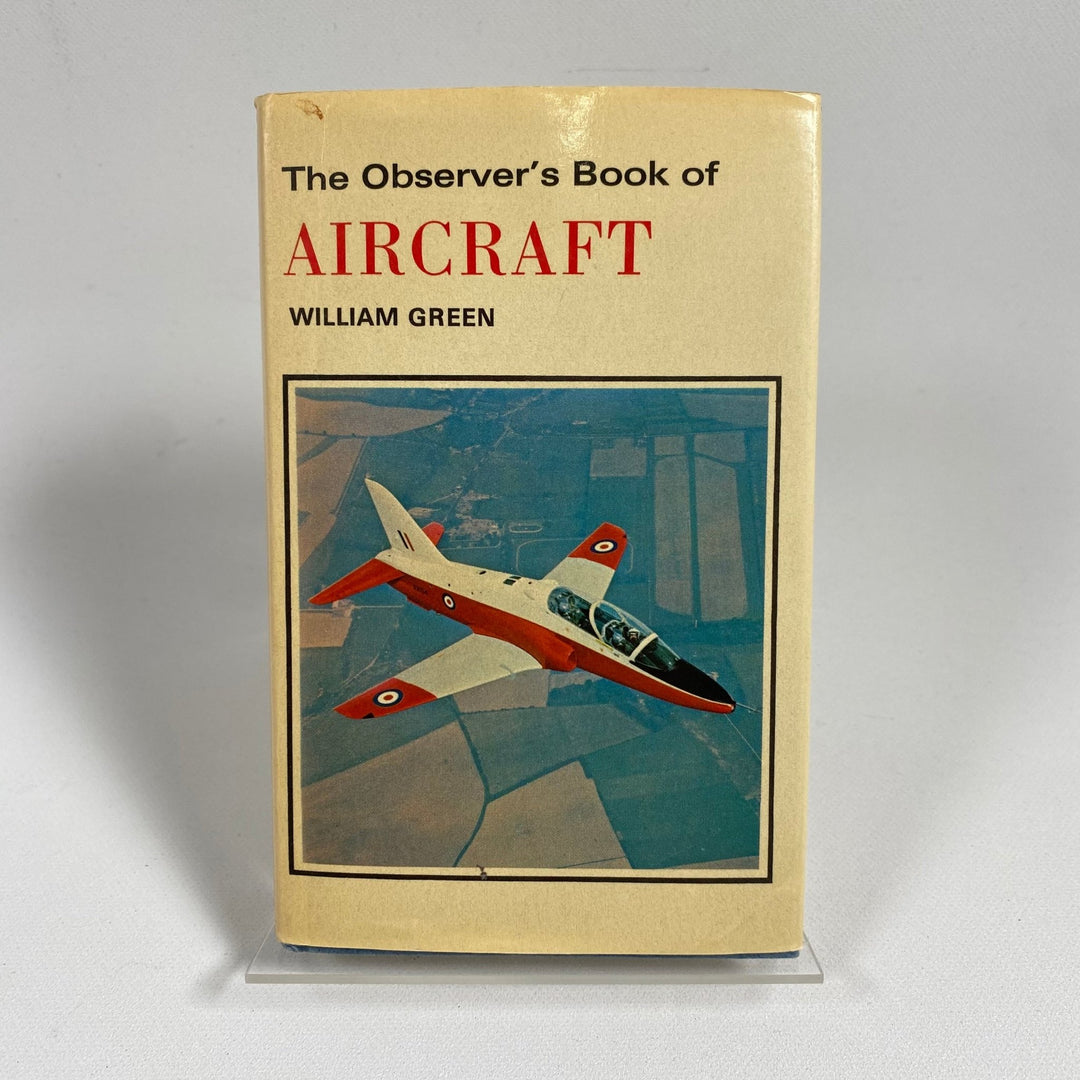 The Observer's Book of
AIRCRAFT
WILLIAM GREEN